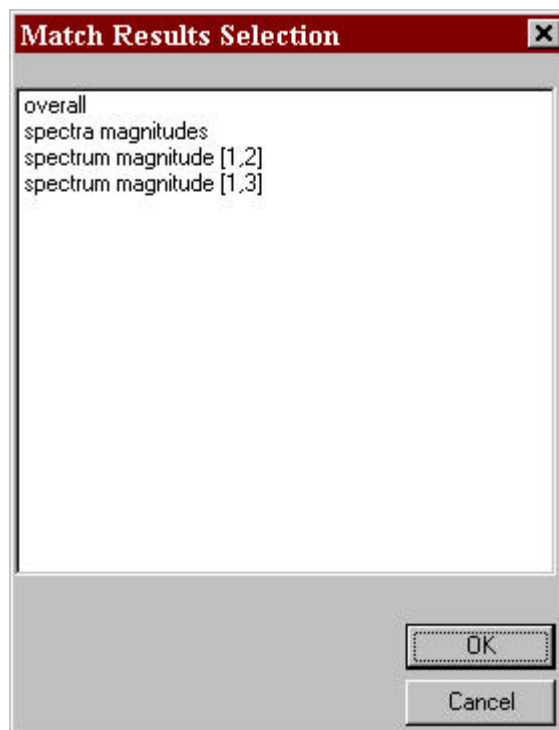 Match Results Selection
overall
spectra magnitudes
spectrum magnitude [1,2]
spectrum magnitude [1,3]
OK
Cancel